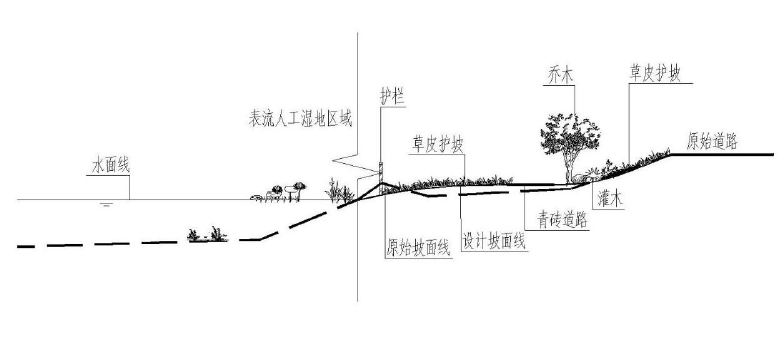 乔木
草皮护坡
护栏
表流人工湿地区域
草皮护坡
原始道路
水面线
灌木
青砖道路
原始坡面线
设计坡面线